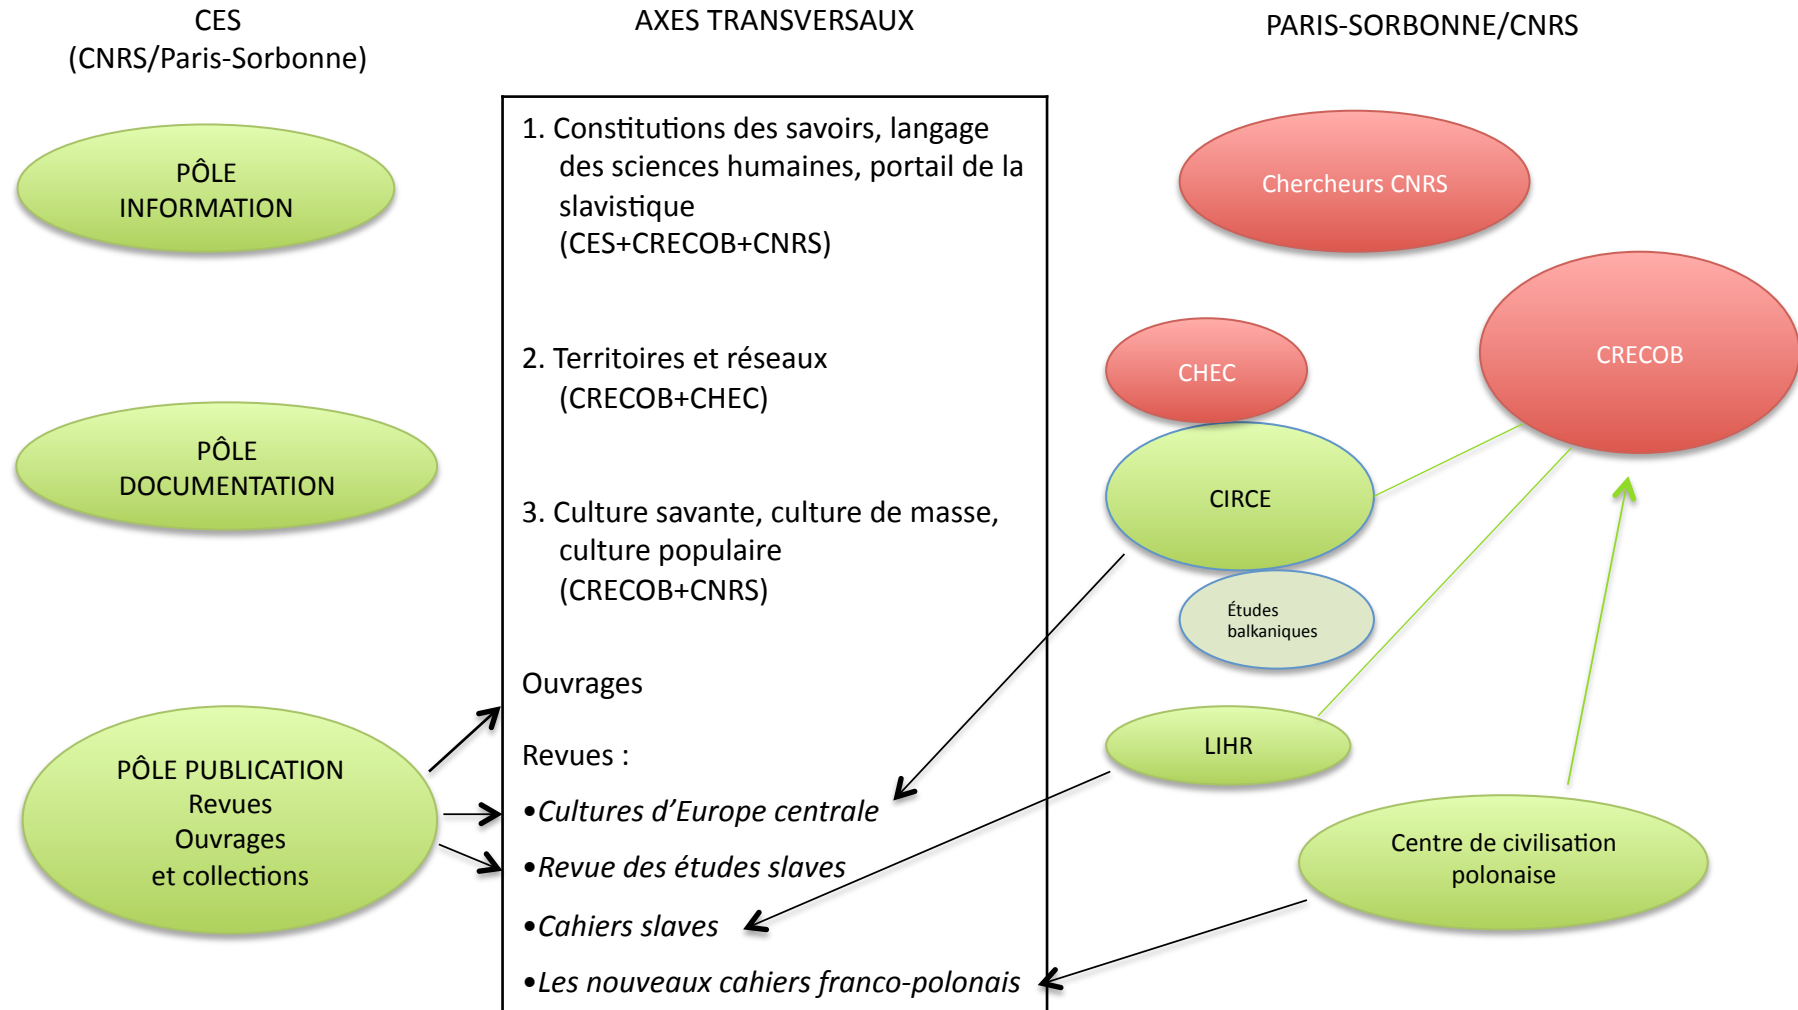 CES
(CNRS/Paris-Sorbonne)
AXES TRANSVERSAUX
PARIS-SORBONNE/CNRS
PÔLE
INFORMATION
PÔLE
DOCUMENTATION
PÔLE PUBLICATION
Revues
Ouvrages
et collections
1. Constitutions des savoirs, langage
des sciences humaines, portail de la
slavistique
(CES+CRECOB+CNRS)
2. Territoires et réseaux
(CRECOB+CHEC)
3. Culture savante, culture de masse,
culture populaire
(CRECOB+CNRS)
Ouvrages
Revues :
•Cultures d’Europe centrale
•Revue des études slaves
•Cahiers slaves
•Les nouveaux cahiers franco-polonais
Chercheurs CNRS
CRECOB
CHEC
CIRCE
Études
balkaniques
LIHR
Centre de civilisation
polonaise